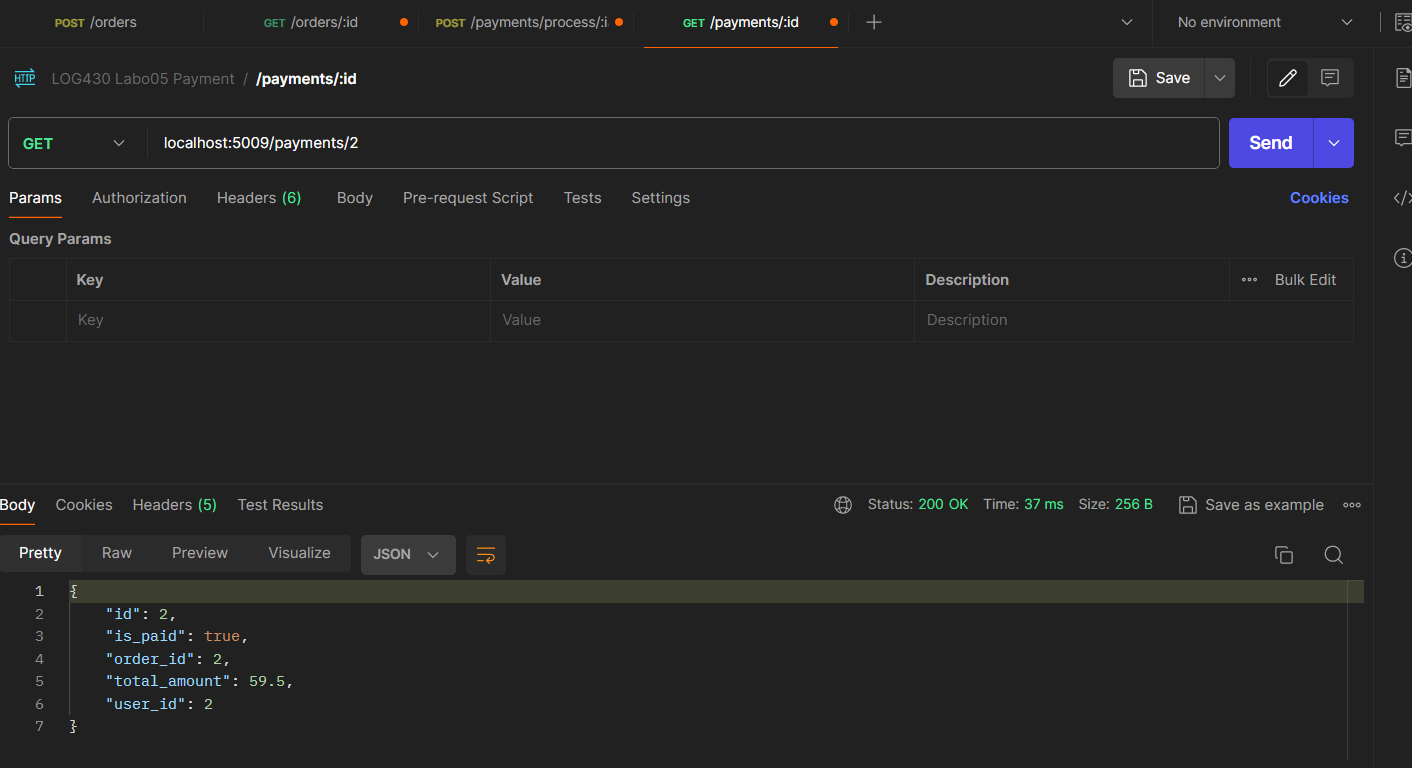 POST /orders GET /orders/:id POST /payments/process/:i GET /payments/:id No environment
HTTP LOG430 Labo05 Payment / /payments/:id Save
GET localhost:5009/payments/2 Send
Params Authorization Headers (6) Body Pre-request Script Tests Settings Cookies
Query Params
Key Value Description Bulk Edit
Key Value Description
Body Cookies Headers (5) Test Results Status: 200 OK Time: 37 ms Size: 256 B Save as example
Pretty Raw Preview Visualize JSON
1 {
2 "id": 2,
3 "is_paid": true,
4 "order_id": 2,
5 "total_amount": 59.5,
6 "user_id": 2
7 }